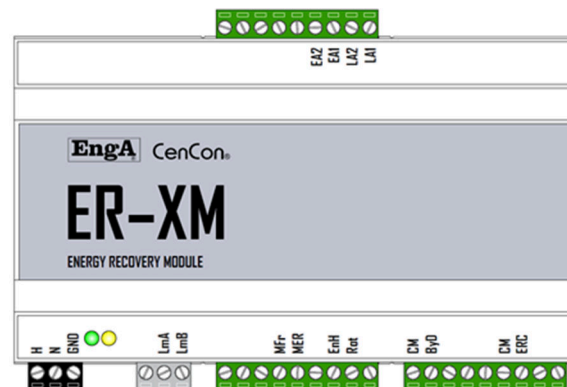 EA2 EA1 LA2 LA1
EngA® CenCon®
ER-XM
ENERGY RECOVERY MODULE
H N GND LmA LmB MFr MER EnH Rot CM ByD CM ERC